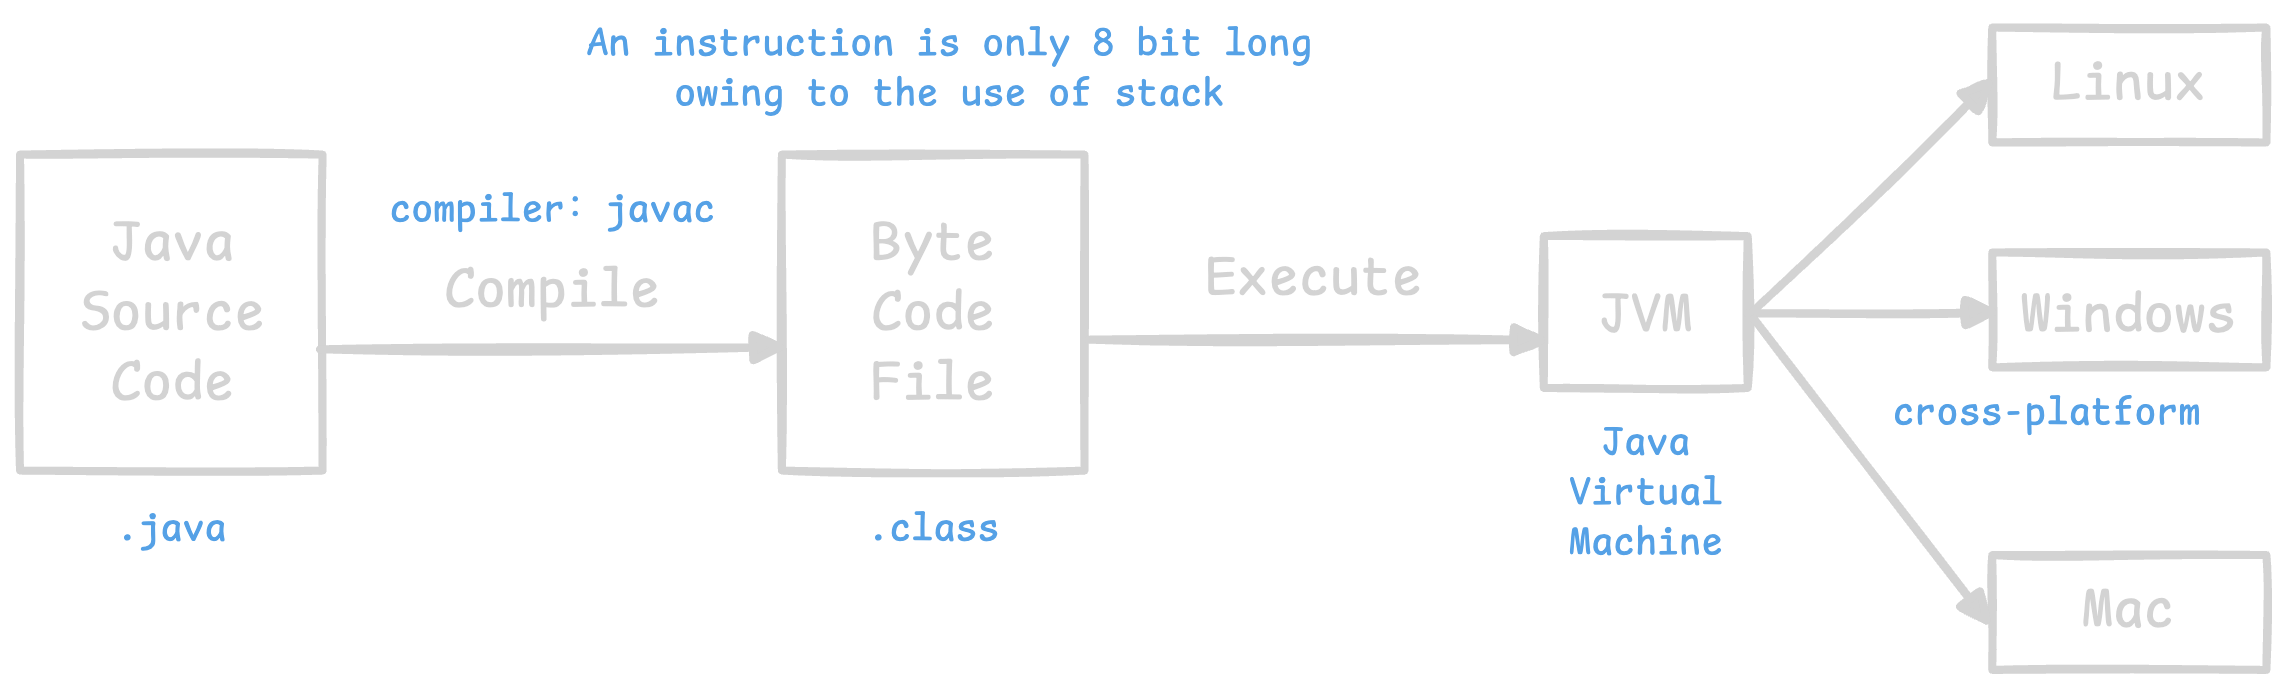 An instruction is only 8 bit long
owing to the use of stack
Java
Source
Code
.java
compiler: javac
Compile
Byte
Code
File
.class
Execute
JVM
Java
Virtual
Machine
Linux
Windows
cross-platform
Mac